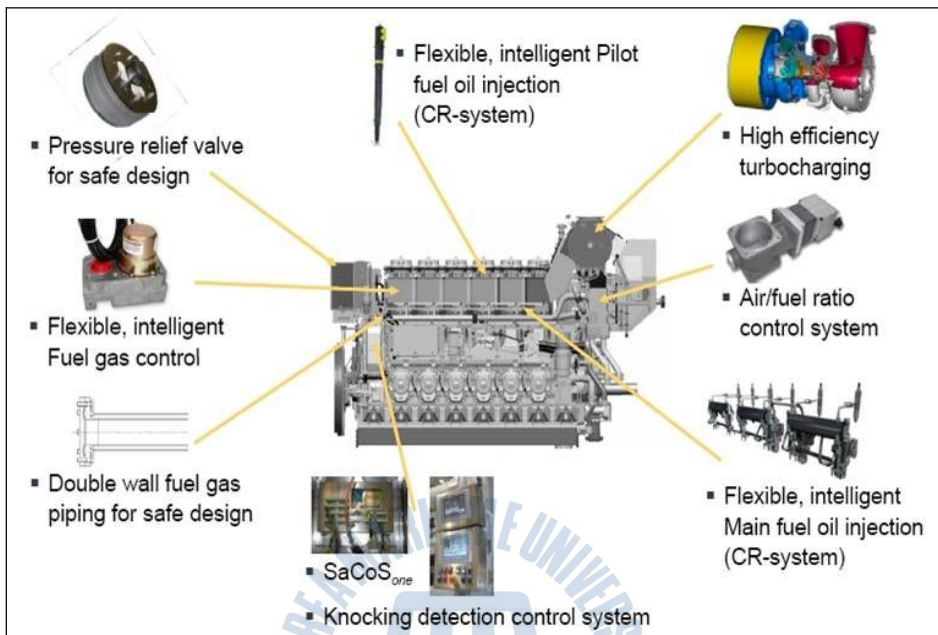 ▪ Flexible, intelligent Pilot
fuel oil injection
(CR-system)
▪ Pressure relief valve
for safe design
▪ High efficiency
turbocharging
▪ Flexible, intelligent
Fuel gas control
▪ Air/fuel ratio
control system
▪ Double wall fuel gas
piping for safe design
▪ Flexible, intelligent
Main fuel oil injection
(CR-system)
▪ SaCoSone
▪ Knocking detection control system